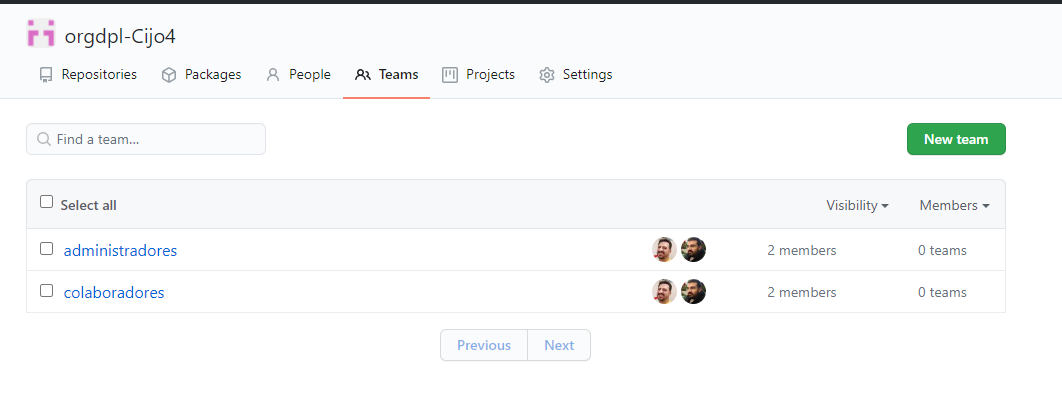 orgdpl-Cijo4
Repositories Packages People Teams Projects Settings
Find a team...
New team
Select all Visibility Members
administradores 2 members 0 teams
colaboradores 2 members 0 teams
Previous Next